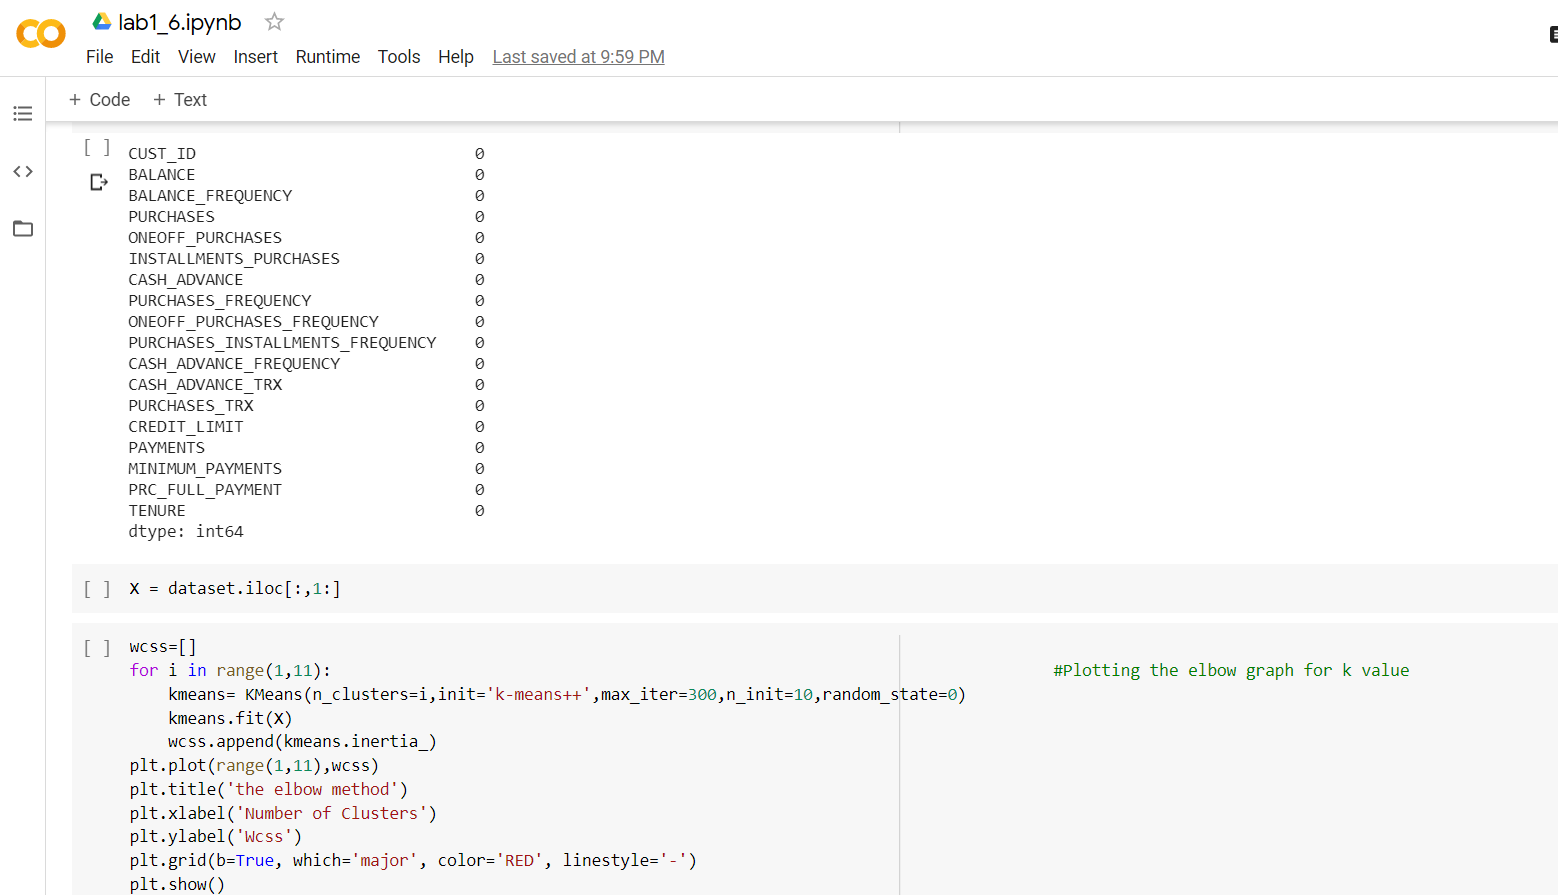 lab1_6.ipynb
File Edit View Insert Runtime Tools Help Last saved at 9:59 PM
+ Code + Text
[ ]
CUST_ID 0
BALANCE 0
BALANCE_FREQUENCY 0
PURCHASES 0
ONEOFF_PURCHASES 0
INSTALLMENTS_PURCHASES 0
CASH_ADVANCE 0
PURCHASES_FREQUENCY 0
ONEOFF_PURCHASES_FREQUENCY 0
PURCHASES_INSTALLMENTS_FREQUENCY 0
CASH_ADVANCE_FREQUENCY 0
CASH_ADVANCE_TRX 0
PURCHASES_TRX 0
CREDIT_LIMIT 0
PAYMENTS 0
MINIMUM_PAYMENTS 0
PRC_FULL_PAYMENT 0
TENURE 0
dtype: int64
[ ] X = dataset.iloc[:,1:]
[ ] wcss=[]
for i in range(1,11): #Plotting the elbow graph for k value
kmeans= KMeans(n_clusters=i,init='k-means++',max_iter=300,n_init=10,random_state=0)
kmeans.fit(X)
wcss.append(kmeans.inertia_)
plt.plot(range(1,11),wcss)
plt.title('the elbow method')
plt.xlabel('Number of Clusters')
plt.ylabel('Wcss')
plt.grid(b=True, which='major', color='RED', linestyle='-')
plt.show()